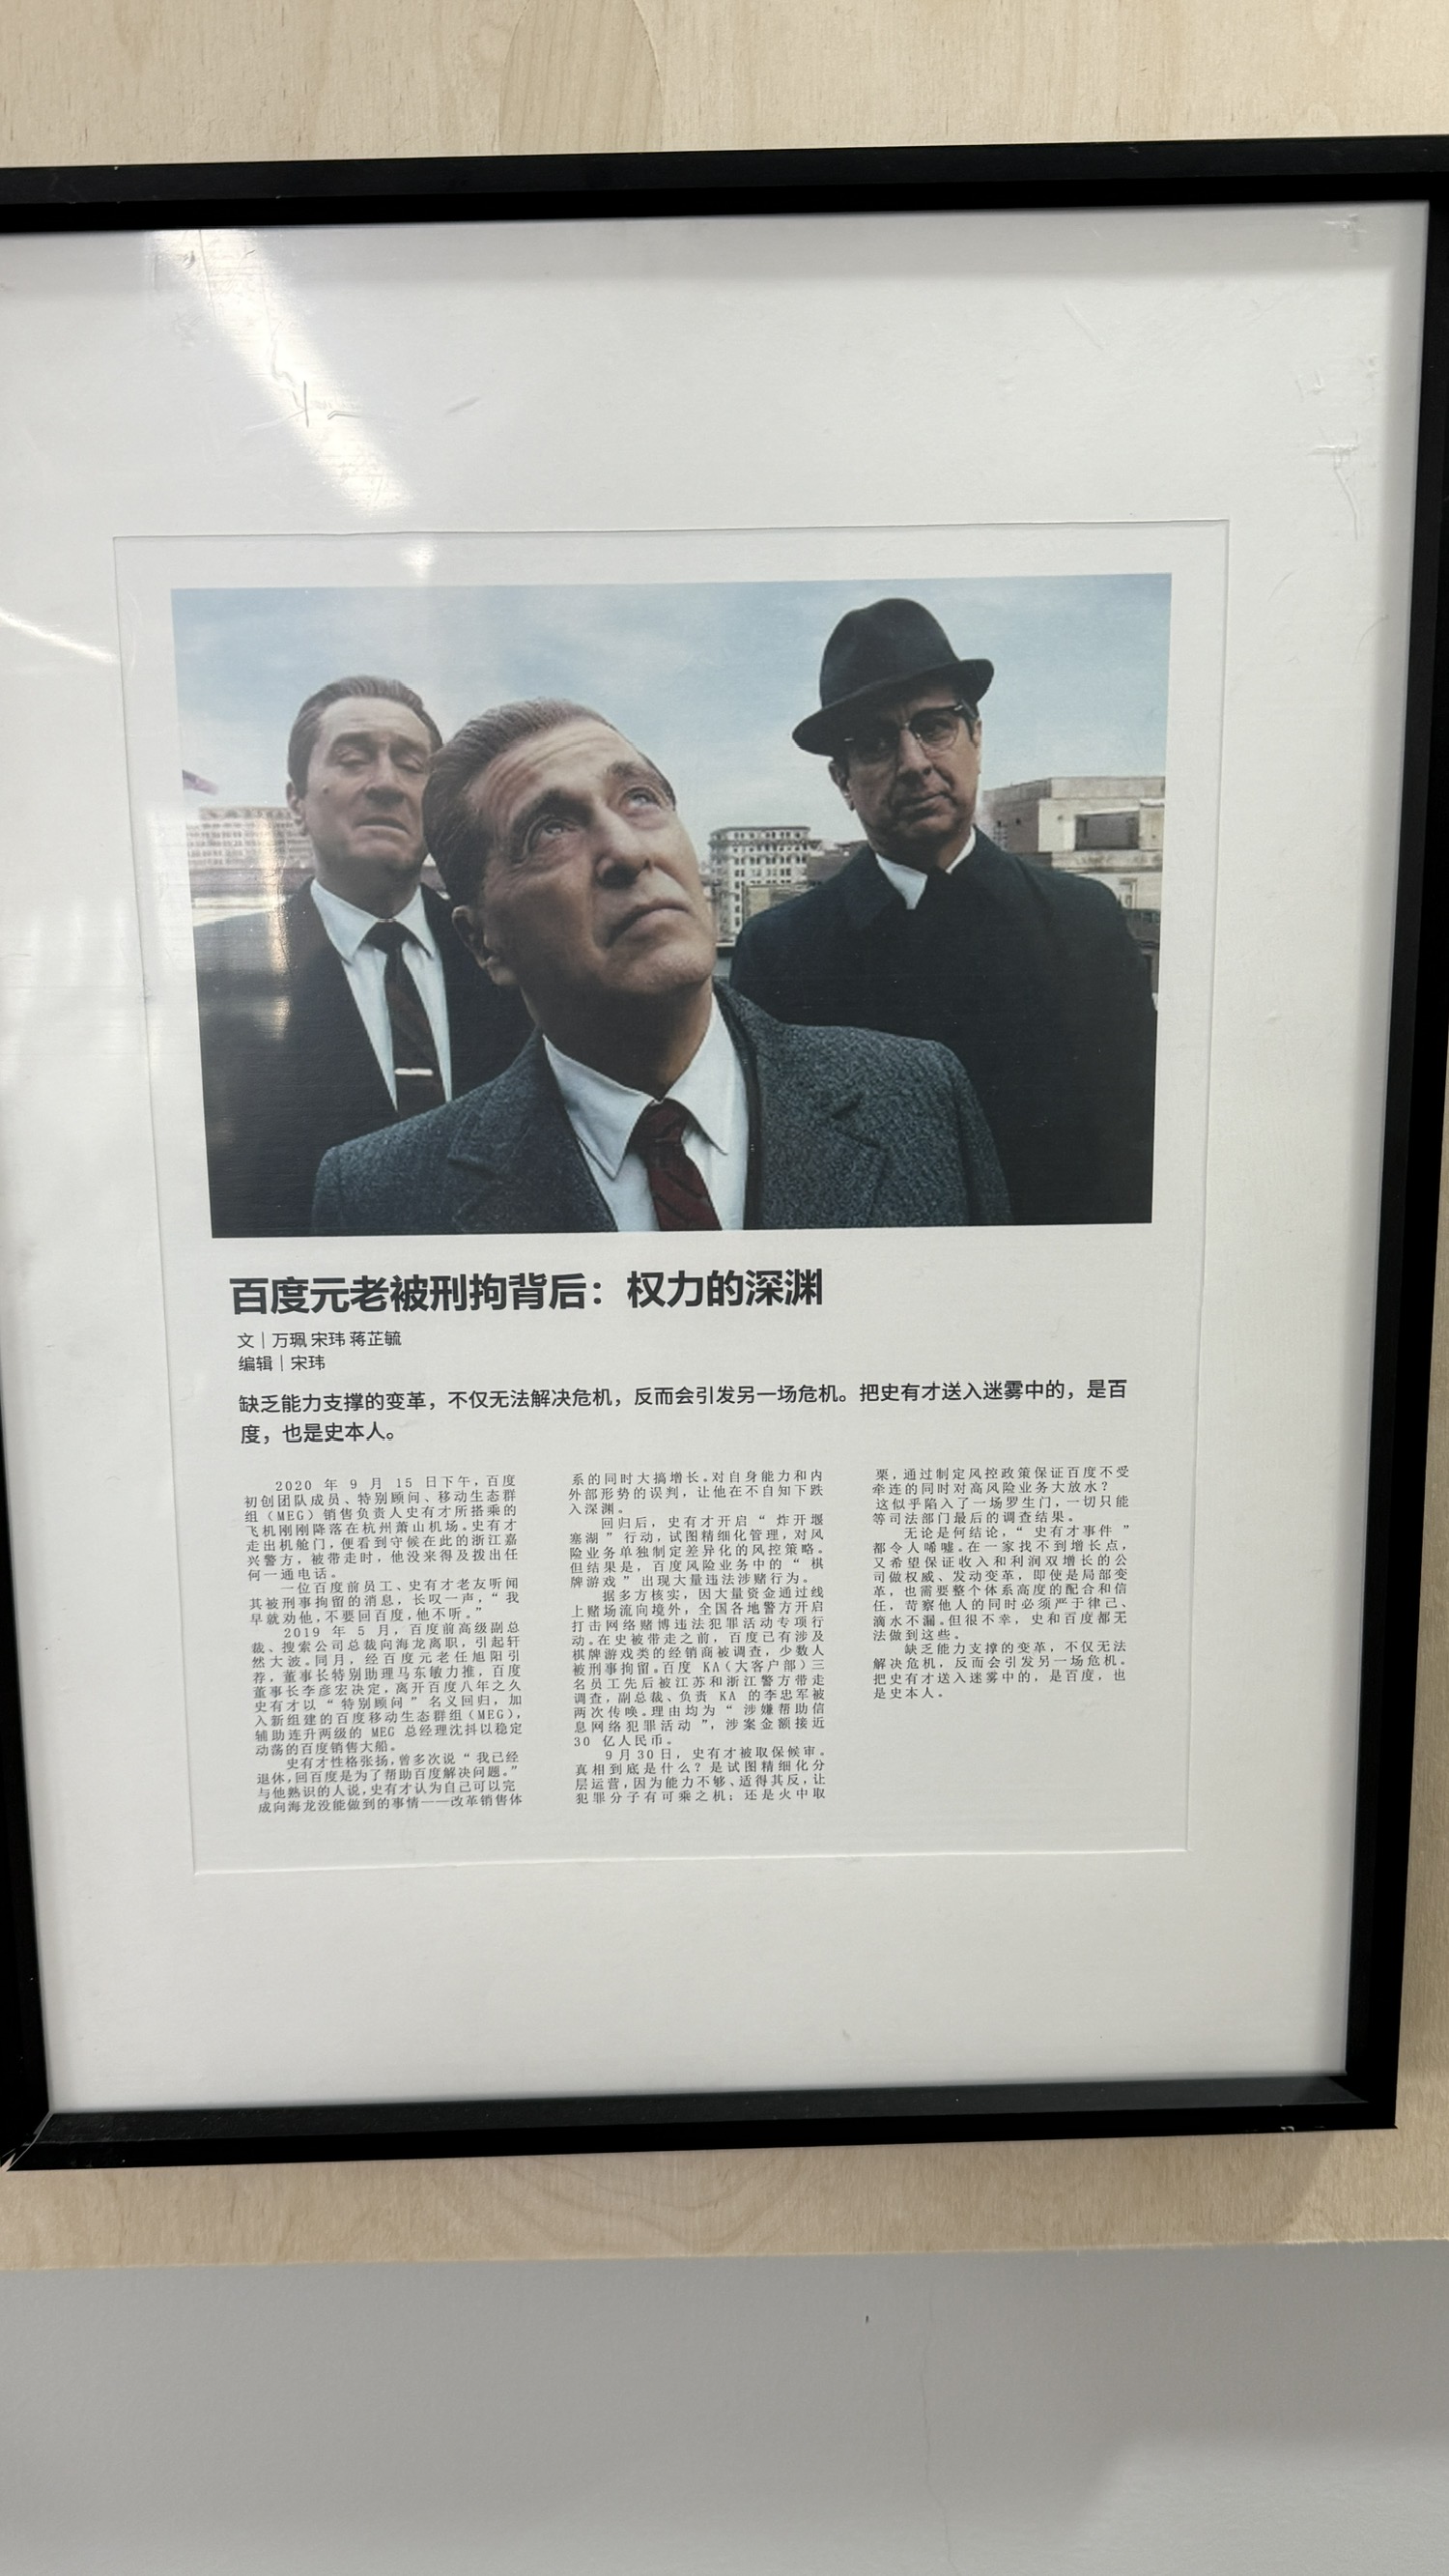 百度元老被刑拘背后：权力的深渊
文｜万珮 宋玮 蒋芷毓
编辑｜宋玮
缺乏能力支撑的变革，不仅无法解决危机，反而会引发另一场危机。把史有才送入迷雾中的，是百
度，也是史本人。
2020 年 9 月 15 日下午，百度
初创团队成员、特别顾问、移动生态群
组（MEG）销售负责人史有才所搭乘的
飞机刚刚降落在杭州萧山机场。史有才
走出机舱门，便看到守候在此的浙江嘉
兴警方，被带走时，他没来得及拨出任
何一通电话。
一位百度前员工、史有才老友听闻
其被刑事拘留的消息，长叹一声，“ 我
早就劝他，不要回百度，他不听。”
2019 年 5 月，百度前高级副总
裁、搜索公司总裁向海龙离职，引起轩
然大波。同月，经百度元老任旭阳引
荐，董事长特别助理马东敏力推，百度
董事长李彦宏决定，离开百度八年之久
史有才以 “ 特别顾问 ” 名义回归，加
入新组建的百度移动生态群组（MEG），
辅助连升两级的 MEG 总经理沈抖以稳定
动荡的百度销售大船。
史有才性格张扬，曾多次说 “ 我已经
退休，回百度是为了帮助百度解决问题。”
与他熟识的人说，史有才认为自己可以完
成向海龙没能做到的事情——改革销售体
系的同时大搞增长。对自身能力和内
外部形势的误判，让他在不自知下跌
入深渊。
回归后，史有才开启 “ 炸开堰
塞湖 ” 行动，试图精细化管理，对风
险业务单独制定差异化的风控策略。
但结果是，百度风险业务中的 “ 棋
牌游戏 ” 出现大量违法涉赌行为。
据多方核实，因大量资金通过线
上赌场流向境外，全国各地警方开启
打击网络赌博违法犯罪活动专项行
动。在史被带走之前，百度已有涉及
棋牌游戏类的经销商被调查，少数人
被刑事拘留。百度 KA（大客户部）三
名员工先后被江苏和浙江警方带走
调查，副总裁、负责 KA 的李忠军被
两次传唤。理由均为 “ 涉嫌帮助信
息网络犯罪活动 ”，涉案金额接近
30 亿人民币。
9 月 30 日，史有才被取保候审。
真相到底是什么？是试图精细化分
层运营，因为能力不够、适得其反，让
犯罪分子有可乘之机；还是火中取
栗，通过制定风控政策保证百度不受
牵连的同时对高风险业务大放水？
这似乎陷入了一场罗生门，一切只能
等司法部门最后的调查结果。
无论是何结论，“ 史有才事件 ”
都令人唏嘘。在一家找不到增长点，
又希望保证收入和利润双增长的公
司做权威、发动变革，即使是局部变
革，也需要整个体系高度的配合和信
任，苛察他人的同时必须严于律己、
滴水不漏。但很不幸，史和百度都无
法做到这些。
缺乏能力支撑的变革，不仅无法
解决危机，反而会引发另一场危机。
把史有才送入迷雾中的，是百度，也
是史本人。